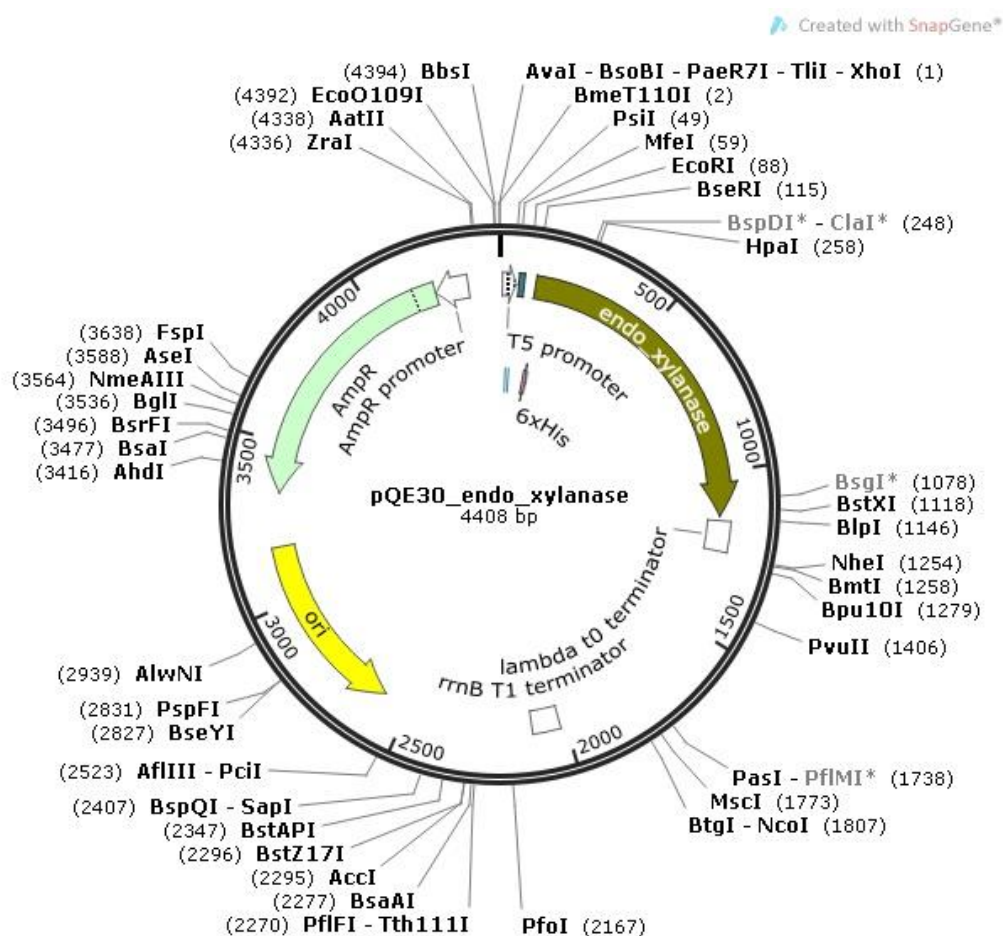 Created with SnapGene®
(4394) BbsI
(4392) EcoO109I
(4338) AatII
(4336) ZraI
AvaI - BsoBI - PaeR7I - TliI - XhoI (1)
BmeT110I (2)
PsiI (49)
MfeI (59)
EcoRI (88)
BseRI (115)
BspDI* - ClaI* (248)
HpaI (258)
4000
500
endo_xylanase
T5 promoter
6xHis
AmpR
AmpR promoter
(3638) FspI
(3588) AseI
(3564) NmeAIII
(3536) BglI
(3496) BsrFI
(3477) BsaI
(3416) AhdI
3500
1000
pQE30_endo_xylanase
4408 bp
BsgI* (1078)
BstXI (1118)
BlpI (1146)
NheI (1254)
BmtI (1258)
Bpu10I (1279)
PvuII (1406)
1500
lambda t0 terminator
rrnB T1 terminator
ori
3000
(2939) AlwNI
(2831) PspFI
(2827) BseYI
(2523) AflIII - PciI
(2407) BspQI - SapI
(2347) BstAPI
(2296) BstZ17I
(2295) AccI
(2277) BsaAI
(2270) PflFI - Tth111I
2500
2000
PasI - PflMI* (1738)
MscI (1773)
BtgI - NcoI (1807)
PfoI (2167)